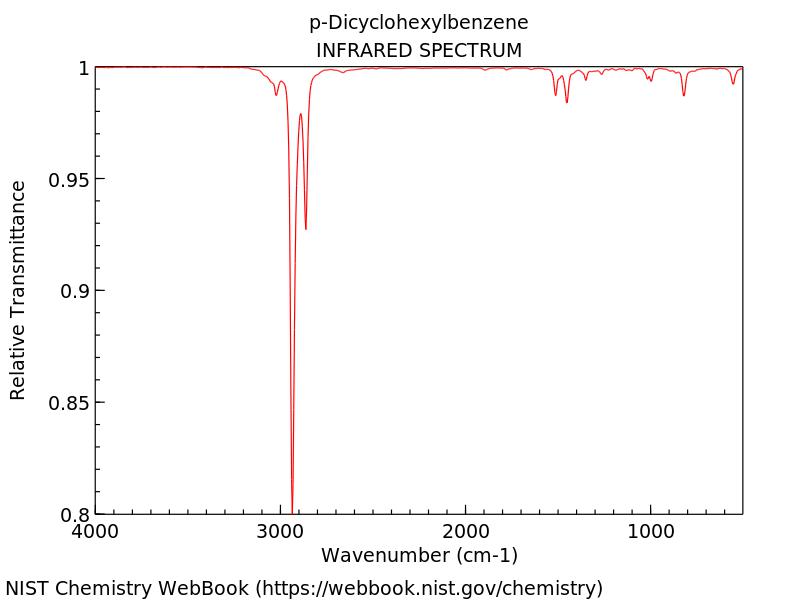 p-Dicyclohexylbenzene
INFRARED SPECTRUM
1
0.95
0.9
0.85
0.8
Relative Transmittance
4000 3000 2000 1000
Wavenumber (cm-1)
NIST Chemistry WebBook (https://webbook.nist.gov/chemistry)